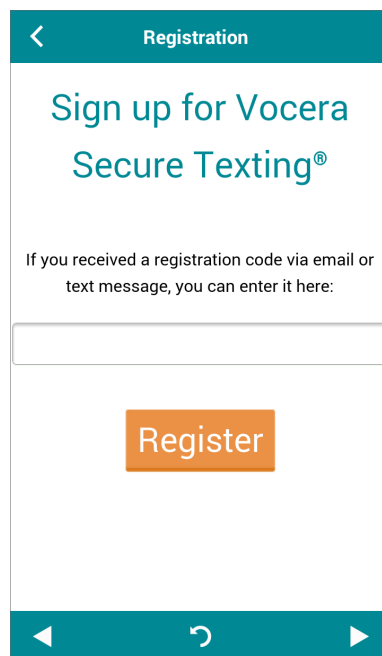 Registration
Sign up for Vocera
Secure Texting®
If you received a registration code via email or
text message, you can enter it here:
Register